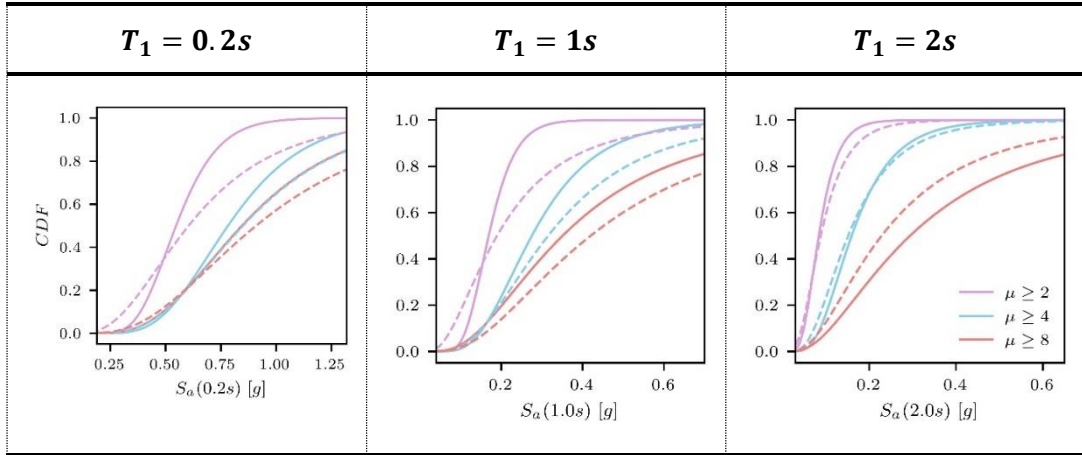 T₁ = 0.2s
T₁ = 1s
T₁ = 2s
CDF
1.0
0.8
0.6
0.4
0.2
0.0
0.25 0.50 0.75 1.00 1.25
Sₐ(0.2s) [g]
1.0
0.8
0.6
0.4
0.2
0.0
0.2 0.4 0.6
Sₐ(1.0s) [g]
1.0
0.8
0.6
0.4
0.2
0.0
0.2 0.4 0.6
Sₐ(2.0s) [g]
μ ≥ 2
μ ≥ 4
μ ≥ 8